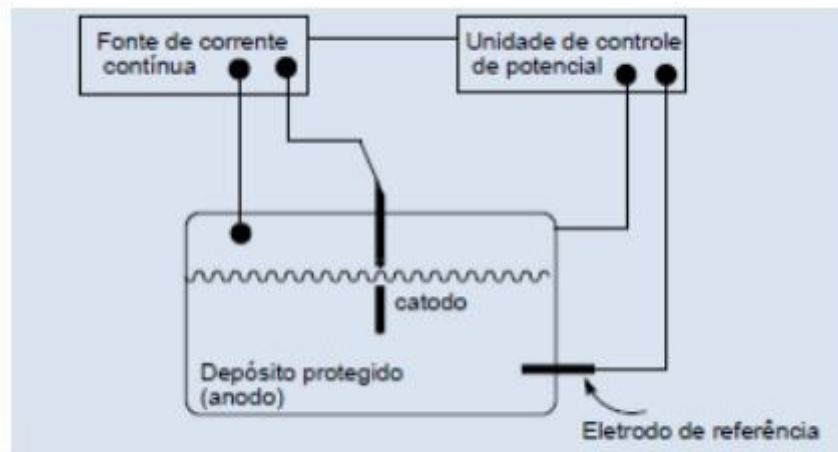 Fonte de corrente
contínua
Unidade de controle
de potencial
catodo
Depósito protegido
(anodo)
Eletrodo de referência